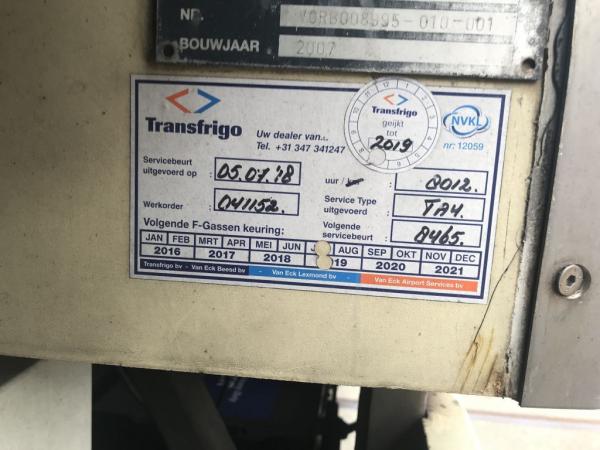 NR.
BOUWJAAR 2007
Transfrigo
Uw dealer van...
Tel. +31 347 341247
Transfrigo
geijkt
tot
2019
NVKL
nr: 12059
Servicebeurt
uitgevoerd op 05.07.'18
uur / km 8012.
Werkorder 041152.
Service Type
uitgevoerd TA4.
Volgende F-Gassen keuring:
Volgende
servicebeurt 8465.
JAN FEB MRT APR MEI JUN AUG SEP OKT NOV DEC
2016 2017 2018 19 2020 2021
Transfrigo bv - Van Eck Beesd bv - Van Eck Lexmond bv - Van Eck Airport Services bv